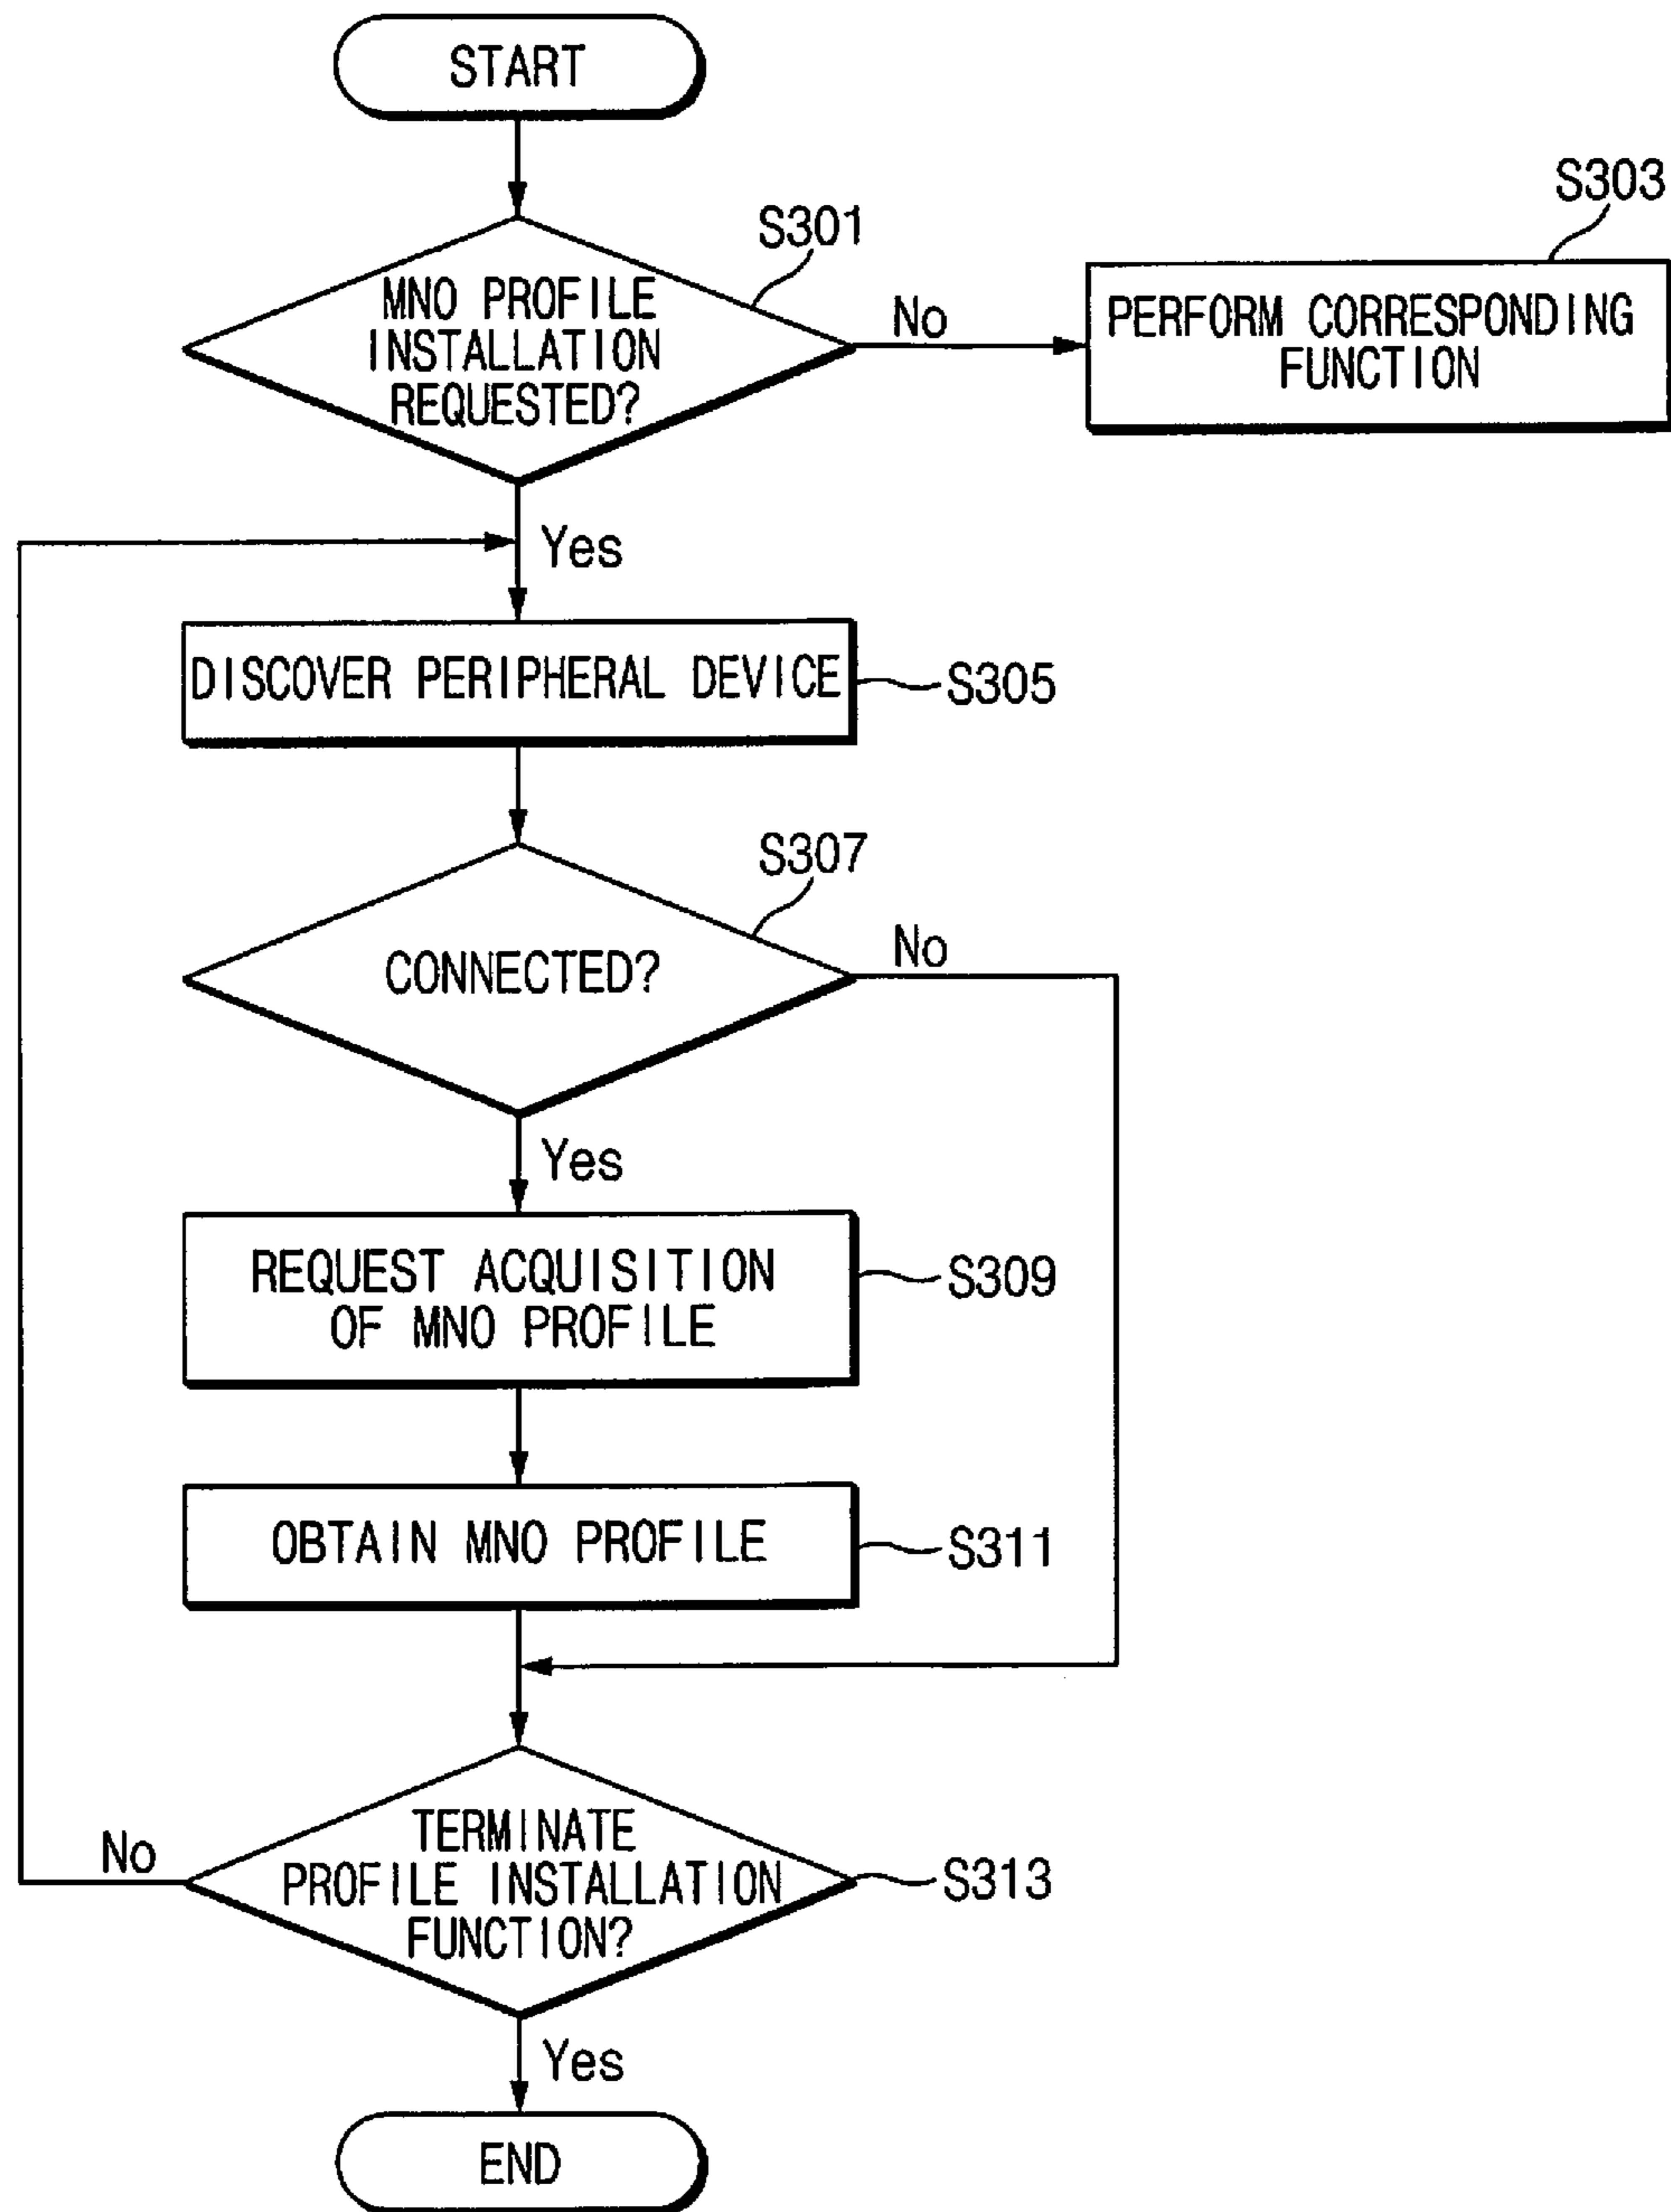 START
S301
S303
MNO PROFILE
INSTALLATION
REQUESTED?
No
PERFORM CORRESPONDING
FUNCTION
Yes
DISCOVER PERIPHERAL DEVICE
S305
S307
CONNECTED?
No
Yes
REQUEST ACQUISITION
OF MNO PROFILE
S309
OBTAIN MNO PROFILE
S311
TERMINATE
PROFILE INSTALLATION
FUNCTION?
No
S313
Yes
END